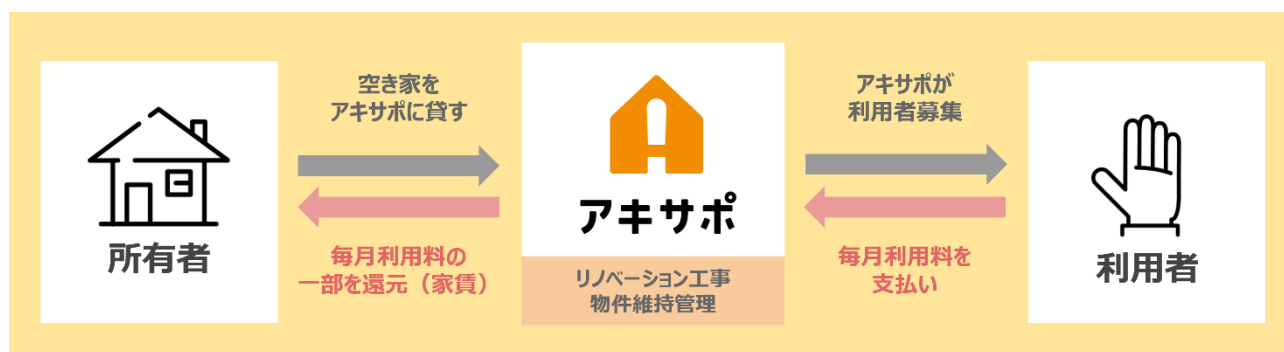 空き家を
アキサポに貸す
アキサポが
利用者募集
所有者
アキサポ
利用者
毎月利用料の
一部を還元（家賃）
リノベーション工事
物件維持管理
毎月利用料を
支払い